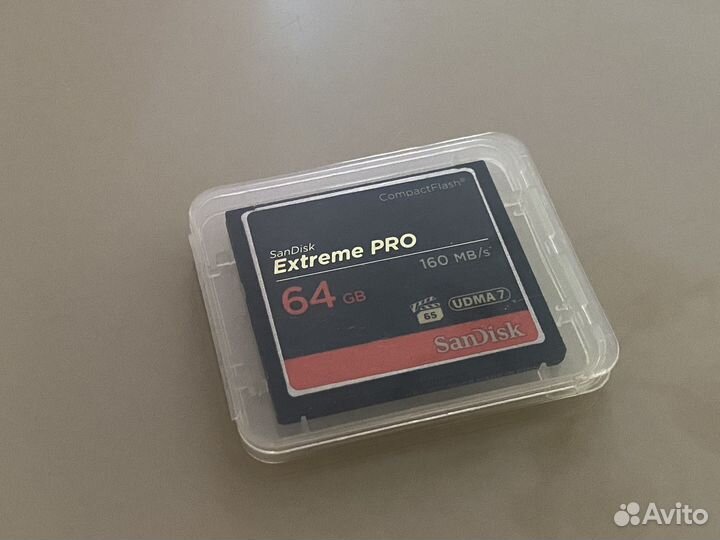 CompactFlash®
SanDisk
Extreme PRO
160 MB/s
64 GB
65
UDMA 7
SanDisk
Avito